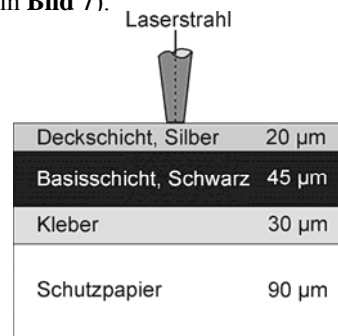 in Bild 7).
Laserstrahl
Deckschicht, Silber 20 µm
Basisschicht, Schwarz 45 µm
Kleber 30 µm
Schutzpapier 90 µm